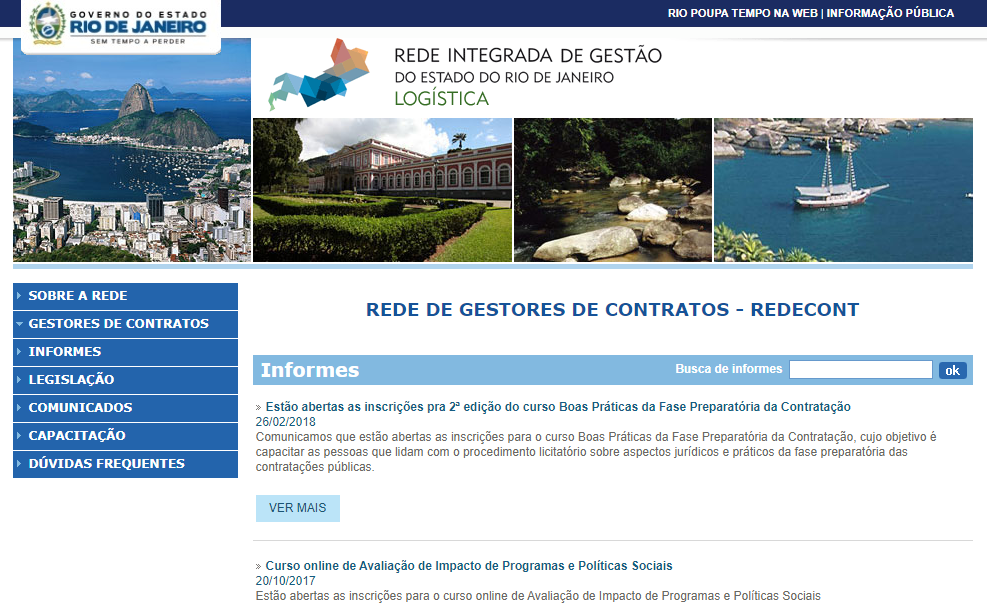 GOVERNO DO ESTADO
RIO DE JANEIRO
SEM TEMPO A PERDER
RIO POUPA TEMPO NA WEB | INFORMAÇÃO PÚBLICA
REDE INTEGRADA DE GESTÃO
DO ESTADO DO RIO DE JANEIRO
LOGÍSTICA
SOBRE A REDE
GESTORES DE CONTRATOS
INFORMES
LEGISLAÇÃO
COMUNICADOS
CAPACITAÇÃO
DÚVIDAS FREQUENTES
REDE DE GESTORES DE CONTRATOS - REDECONT
Informes
Busca de informes
ok
» Estão abertas as inscrições pra 2ª edição do curso Boas Práticas da Fase Preparatória da Contratação
26/02/2018
Comunicamos que estão abertas as inscrições para o curso Boas Práticas da Fase Preparatória da Contratação, cujo objetivo é
capacitar as pessoas que lidam com o procedimento licitatório sobre aspectos jurídicos e práticos da fase preparatória das
contratações públicas.
VER MAIS
» Curso online de Avaliação de Impacto de Programas e Políticas Sociais
20/10/2017
Estão abertas as inscrições para o curso online de Avaliação de Impacto de Programas e Políticas Sociais